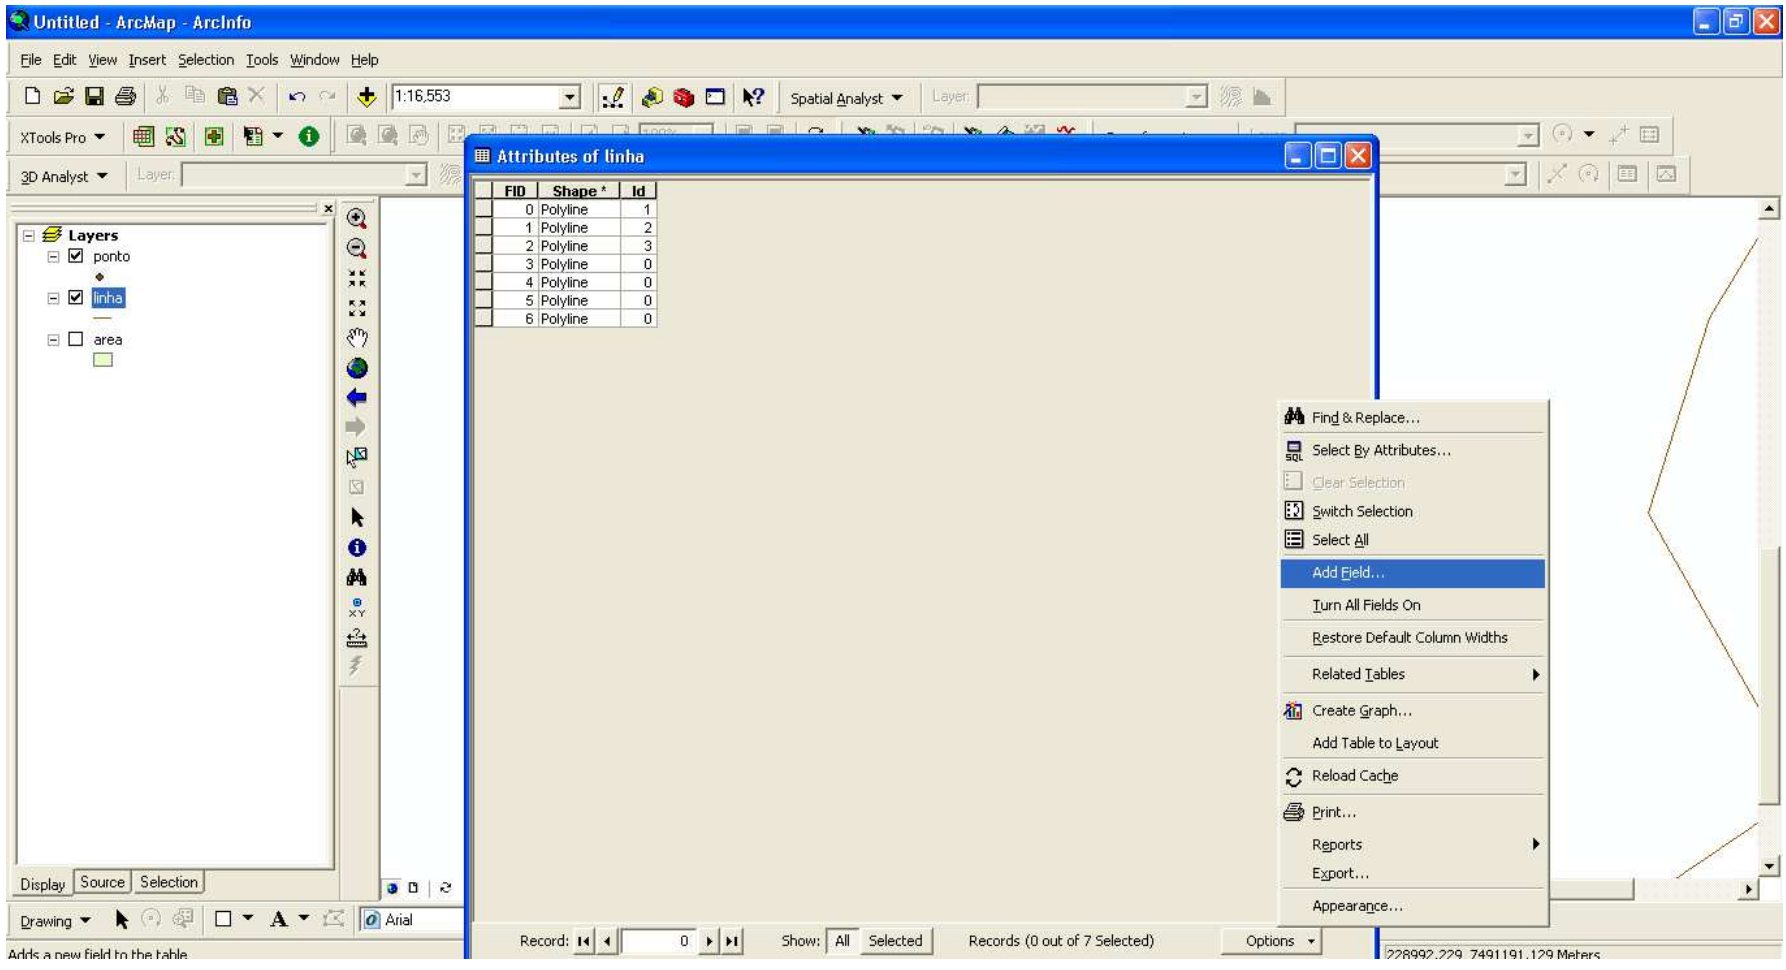 Untitled - ArcMap - ArcInfo
File Edit View Insert Selection Tools Window Help
1:16,553 Spatial Analyst Layer:
XTools Pro
3D Analyst Layer:
Attributes of linha
FID Shape * Id
0 Polyline 1
1 Polyline 2
2 Polyline 3
3 Polyline 0
4 Polyline 0
5 Polyline 0
6 Polyline 0
Layers
ponto
linha
area
XY
Find & Replace...
SQL Select By Attributes...
Clear Selection
Switch Selection
Select All
Add Field...
Turn All Fields On
Restore Default Column Widths
Related Tables
Create Graph...
Add Table to Layout
Reload Cache
Print...
Reports
Export...
Appearance...
Display Source Selection
Drawing A Arial
Record: 0 Show: All Selected Records (0 out of 7 Selected) Options
Adds a new field to the table
228992,229 7491191,129 Meters